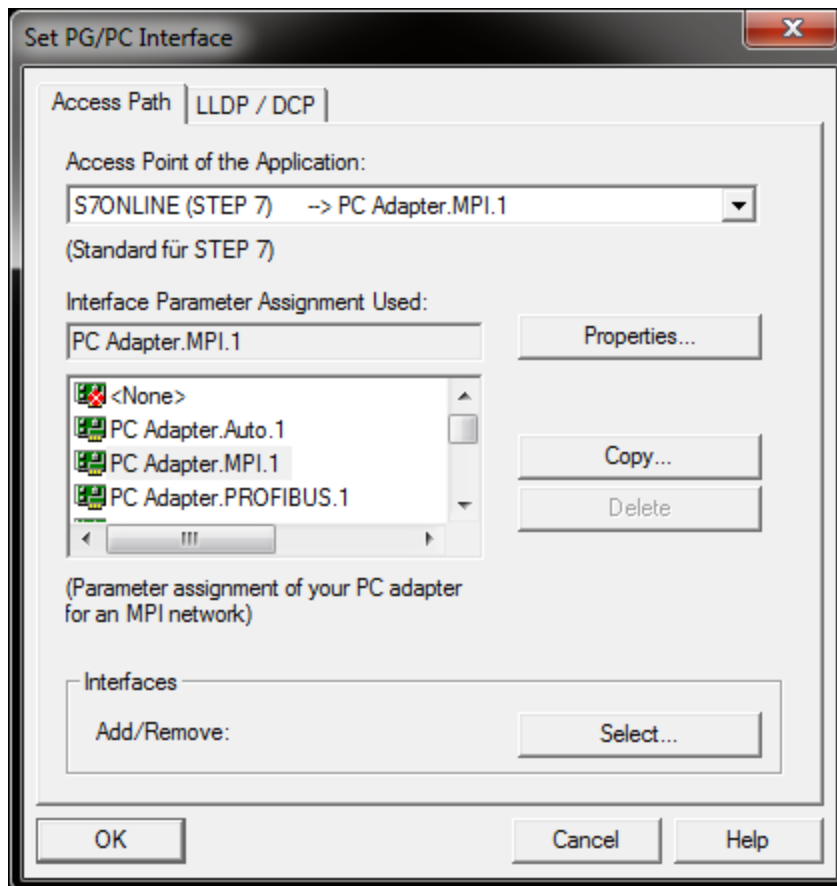 Set PG/PC Interface
Access Path
LLDP / DCP
Access Point of the Application:
S7ONLINE (STEP 7) --> PC Adapter.MPI.1
(Standard für STEP 7)
Interface Parameter Assignment Used:
PC Adapter.MPI.1
Properties...
<None>
PC Adapter.Auto.1
PC Adapter.MPI.1
PC Adapter.PROFIBUS.1
Copy...
Delete
(Parameter assignment of your PC adapter
for an MPI network)
Interfaces
Add/Remove:
Select...
OK
Cancel
Help